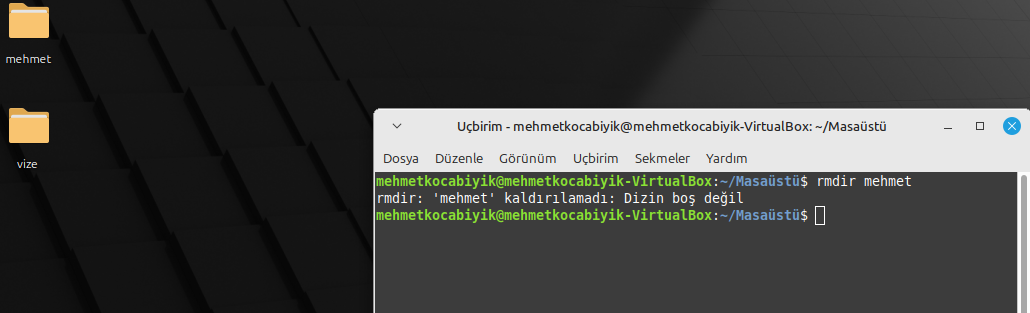 mehmet
vize
Uçbirim - mehmetkocabiyik@mehmetkocabiyik-VirtualBox: ~/Masaüstü
Dosya Düzenle Görünüm Uçbirim Sekmeler Yardım
mehmetkocabiyik@mehmetkocabiyik-VirtualBox:~/Masaüstü$ rmdir mehmet
rmdir: 'mehmet' kaldırılamadı: Dizin boş değil
mehmetkocabiyik@mehmetkocabiyik-VirtualBox:~/Masaüstü$